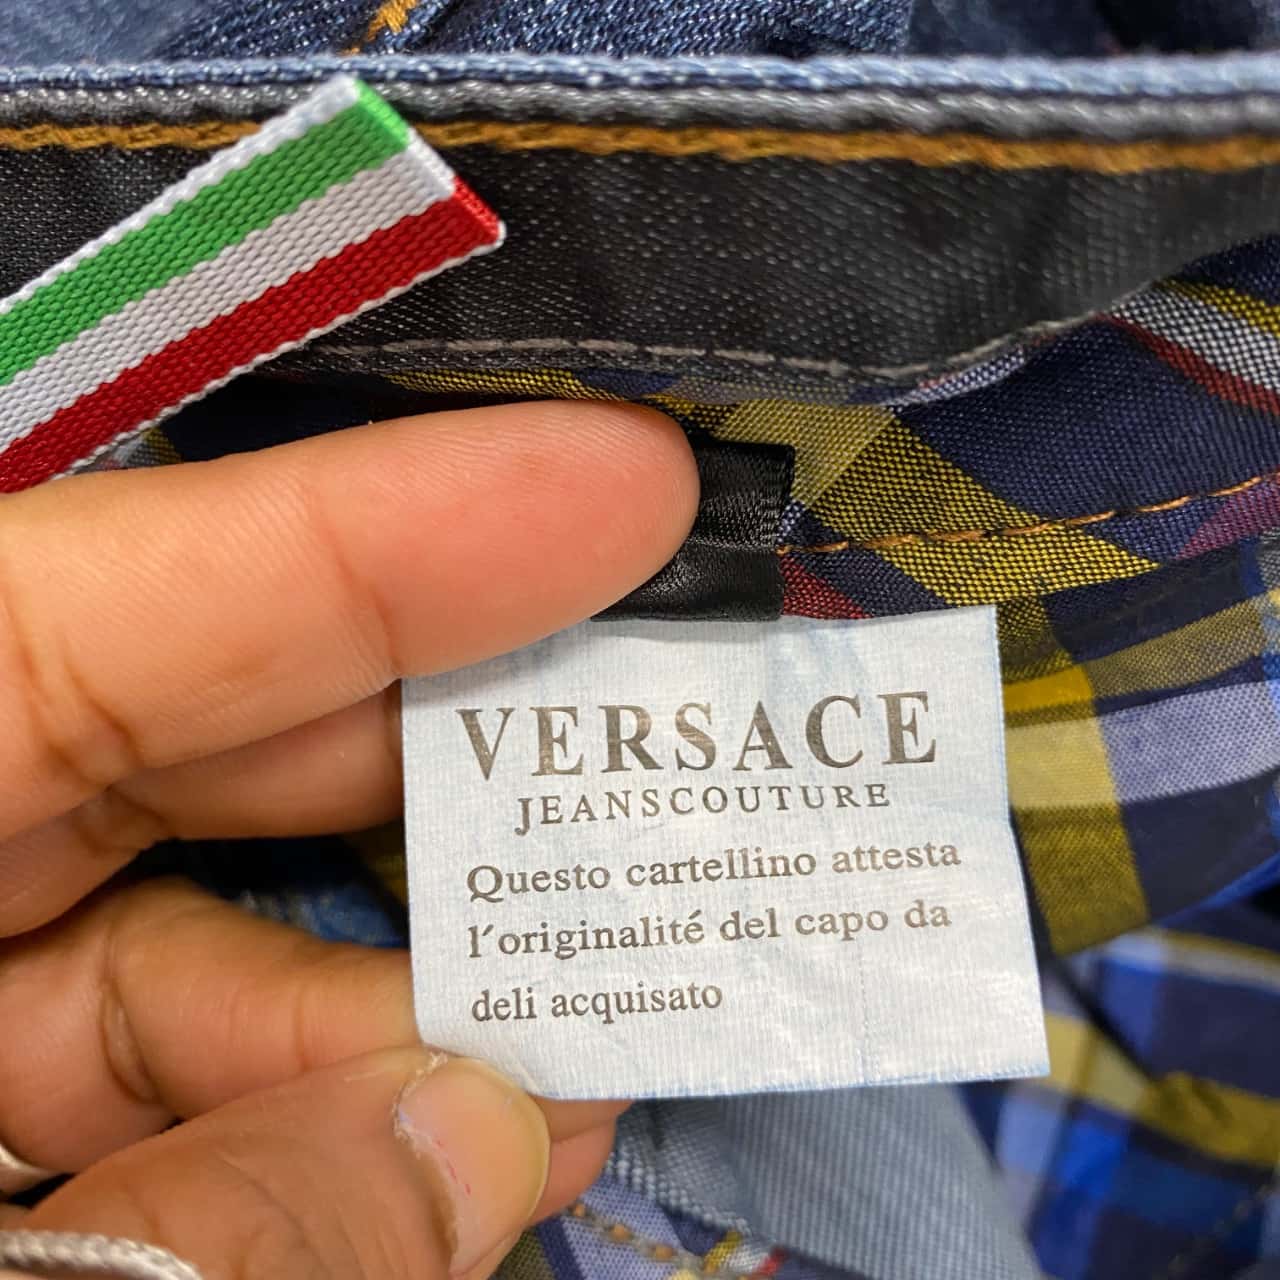 VERSACE
JEANSCOUTURE
Questo cartellino attesta
l'originalité del capo da
deli acquisato